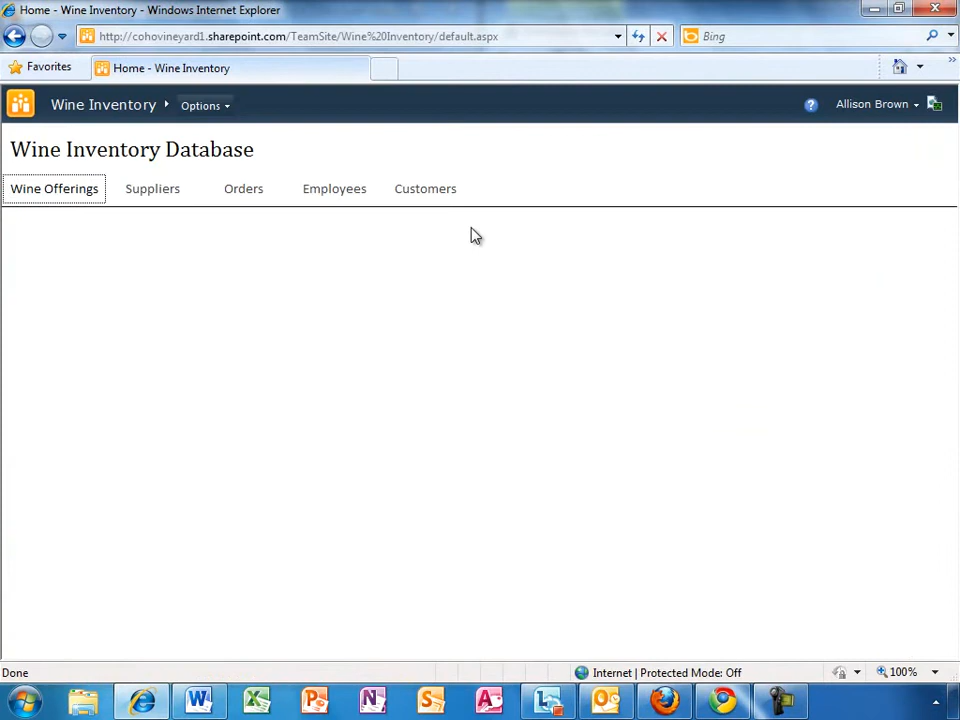 Home - Wine Inventory - Windows Internet Explorer
http://cohovineyard1.sharepoint.com/TeamSite/Wine%20Inventory/default.aspx
Bing
Favorites
Home - Wine Inventory
Wine Inventory
Options
Allison Brown
Wine Inventory Database
Wine Offerings
Suppliers
Orders
Employees
Customers
Done
Internet | Protected Mode: Off
100%